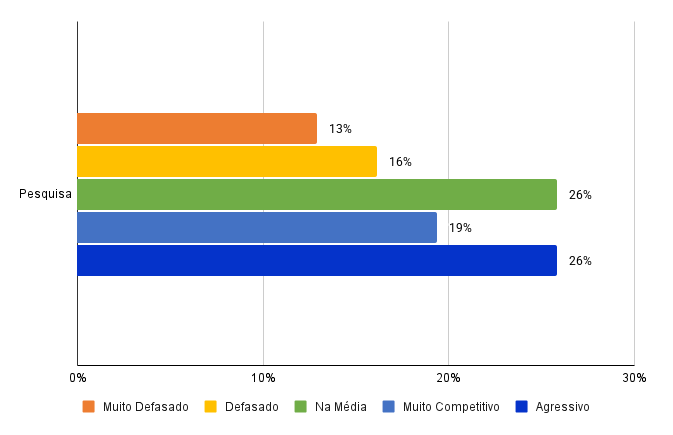 13%
16%
Pesquisa
26%
19%
26%
0%
10%
20%
30%
Muito Defasado
Defasado
Na Média
Muito Competitivo
Agressivo